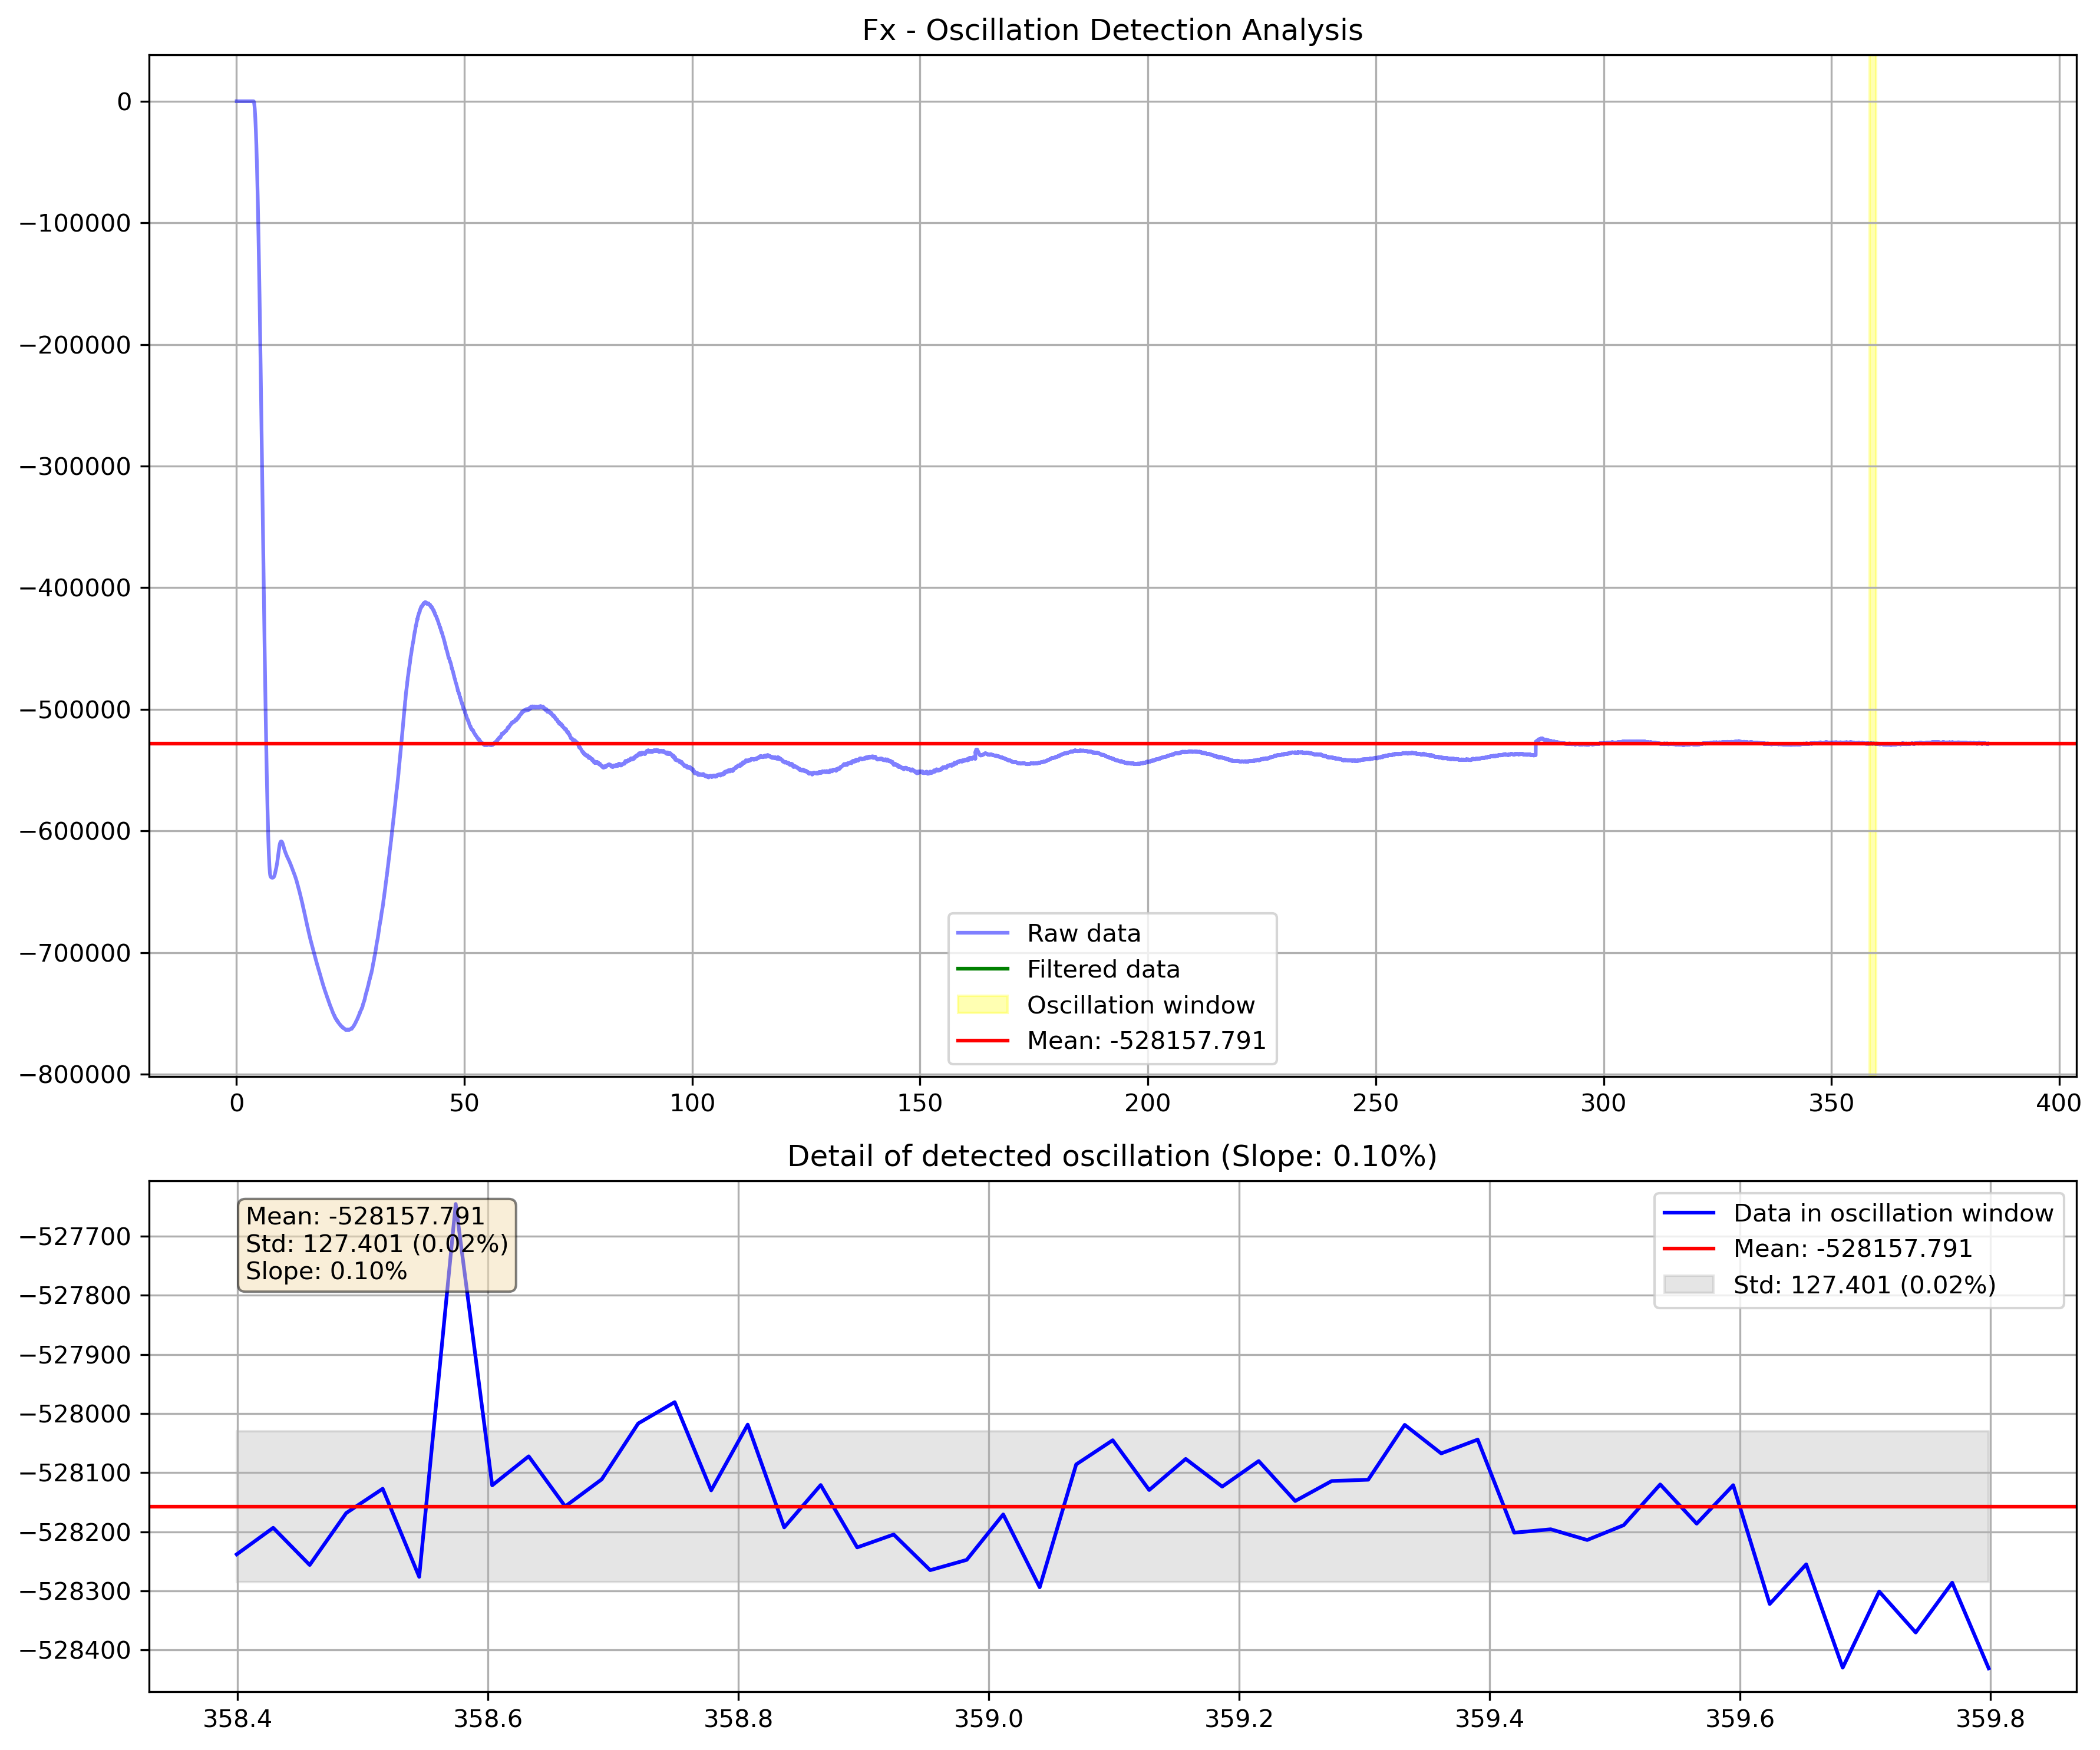 Fx - Oscillation Detection Analysis
0
−100000
−200000
−300000
−400000
−500000
−600000
−700000
−800000
Raw data
Filtered data
Oscillation window
Mean: -528157.791
0 50 100 150 200 250 300 350 400
Detail of detected oscillation (Slope: 0.10%)
Mean: -528157.791
Std: 127.401 (0.02%)
Slope: 0.10%
Data in oscillation window
Mean: -528157.791
Std: 127.401 (0.02%)
−527700
−527800
−527900
−528000
−528100
−528200
−528300
−528400
358.4 358.6 358.8 359.0 359.2 359.4 359.6 359.8